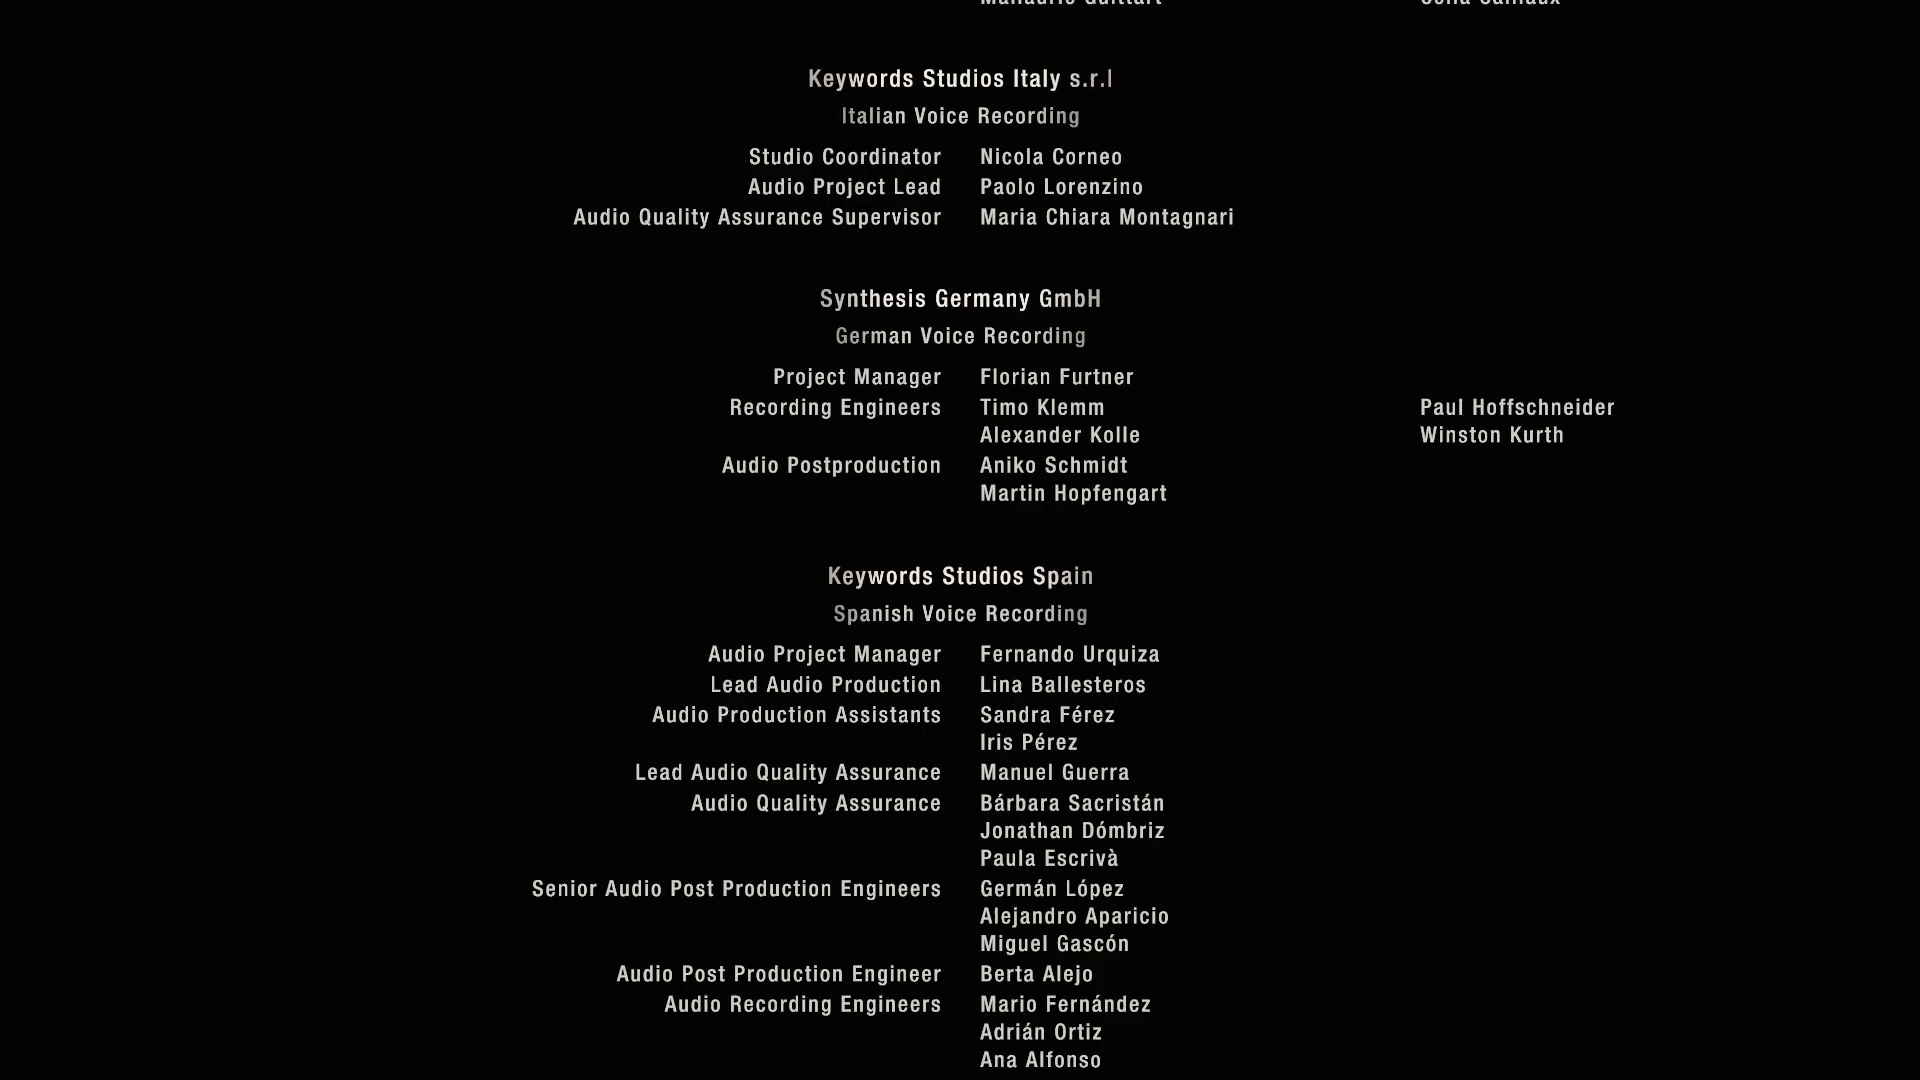 Keywords Studios Italy s.r.l
Italian Voice Recording
Studio Coordinator Nicola Corneo
Audio Project Lead Paolo Lorenzino
Audio Quality Assurance Supervisor Maria Chiara Montagnari
Synthesis Germany GmbH
German Voice Recording
Project Manager Florian Furtner
Recording Engineers Timo Klemm Paul Hoffschneider
Alexander Kolle Winston Kurth
Audio Postproduction Aniko Schmidt
Martin Hopfengart
Keywords Studios Spain
Spanish Voice Recording
Audio Project Manager Fernando Urquiza
Lead Audio Production Lina Ballesteros
Audio Production Assistants Sandra Férez
Iris Pérez
Lead Audio Quality Assurance Manuel Guerra
Audio Quality Assurance Bárbara Sacristán
Jonathan Dómbriz
Paula Escrivà
Senior Audio Post Production Engineers Germán López
Alejandro Aparicio
Miguel Gascón
Audio Post Production Engineer Berta Alejo
Audio Recording Engineers Mario Fernández
Adrián Ortiz
Ana Alfonso